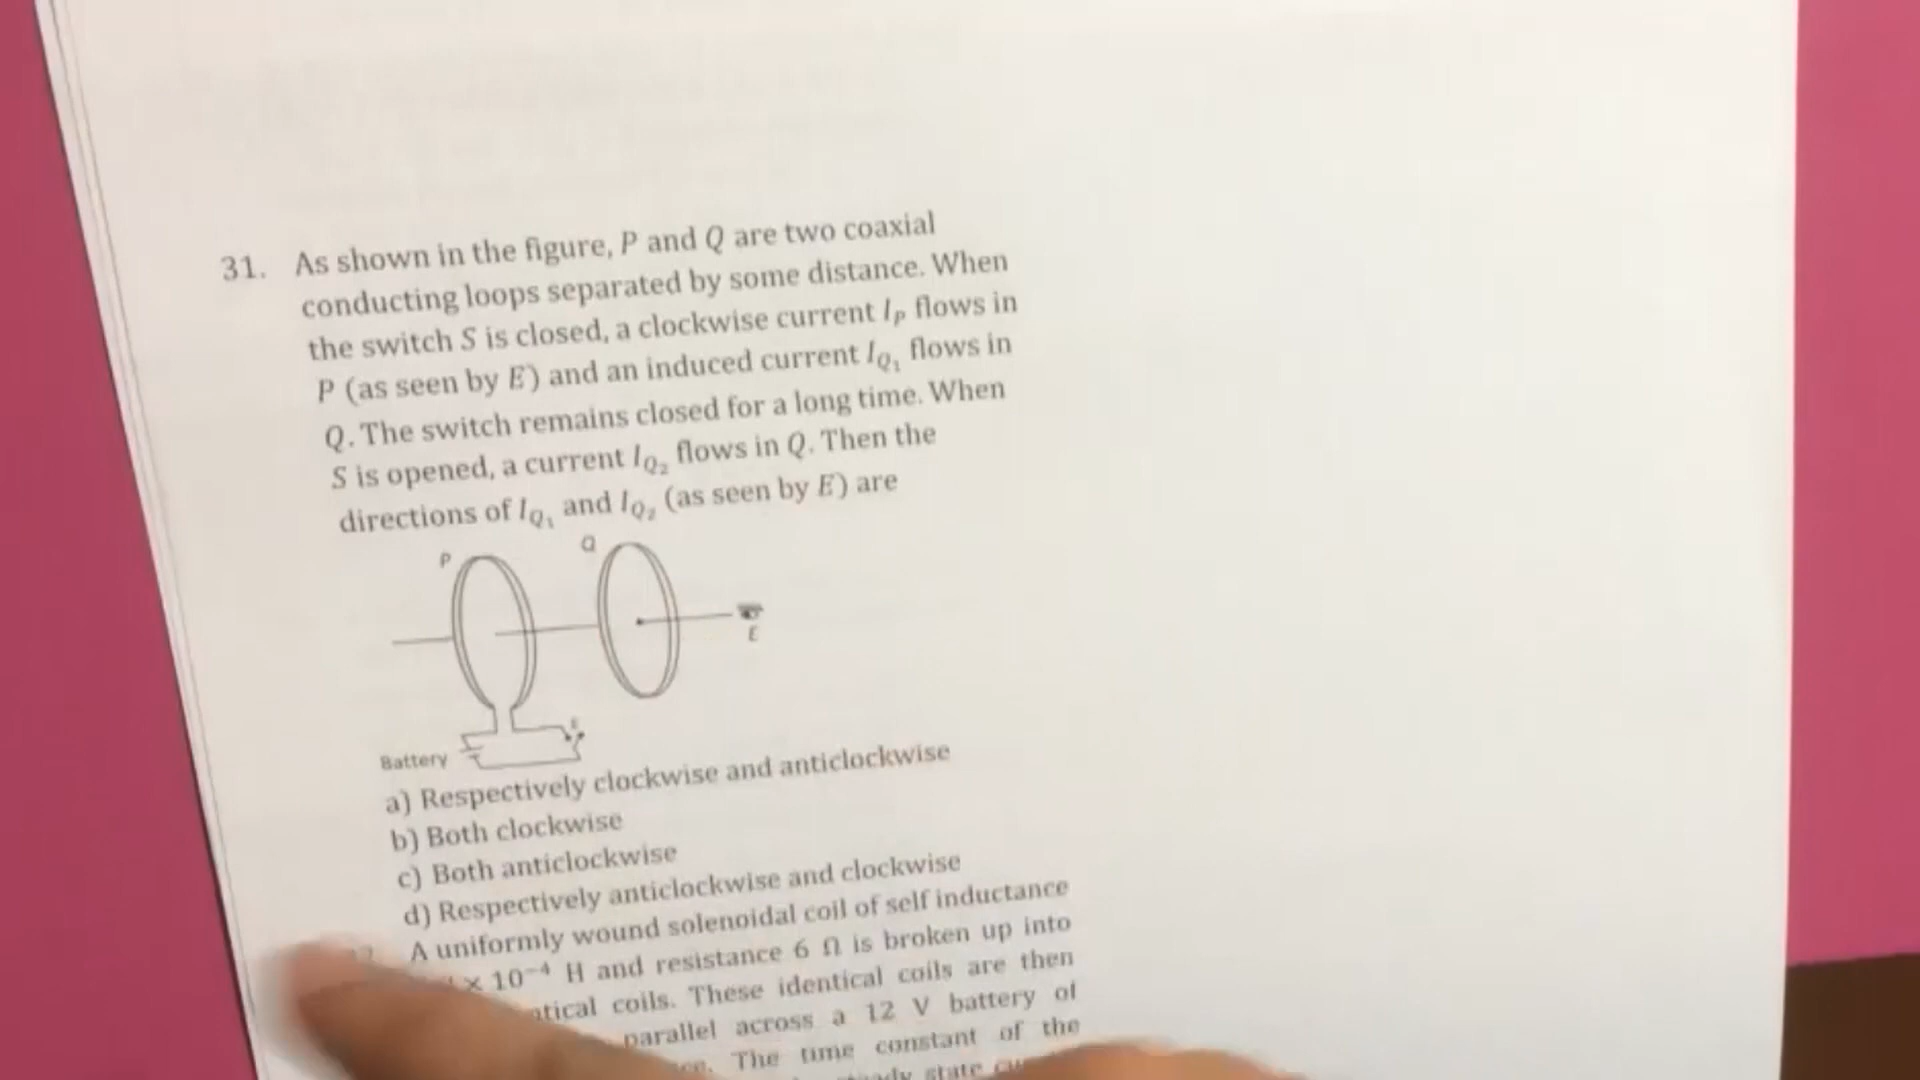 31. As shown in the figure, P and Q are two coaxial
conducting loops separated by some distance. When
the switch S is closed, a clockwise current I_P flows in
P (as seen by E) and an induced current I_Q₁ flows in
Q. The switch remains closed for a long time. When
S is opened, a current I_Q₂ flows in Q. Then the
directions of I_Q₁ and I_Q₂ (as seen by E) are
P
Q
E
Battery
a) Respectively clockwise and anticlockwise
b) Both clockwise
c) Both anticlockwise
d) Respectively anticlockwise and clockwise
A uniformly wound solenoidal coil of self inductance
× 10⁻⁴ H and resistance 6 Ω is broken up into
coils. These identical coils are then
parallel across a 12 V battery of
The time constant of the
state